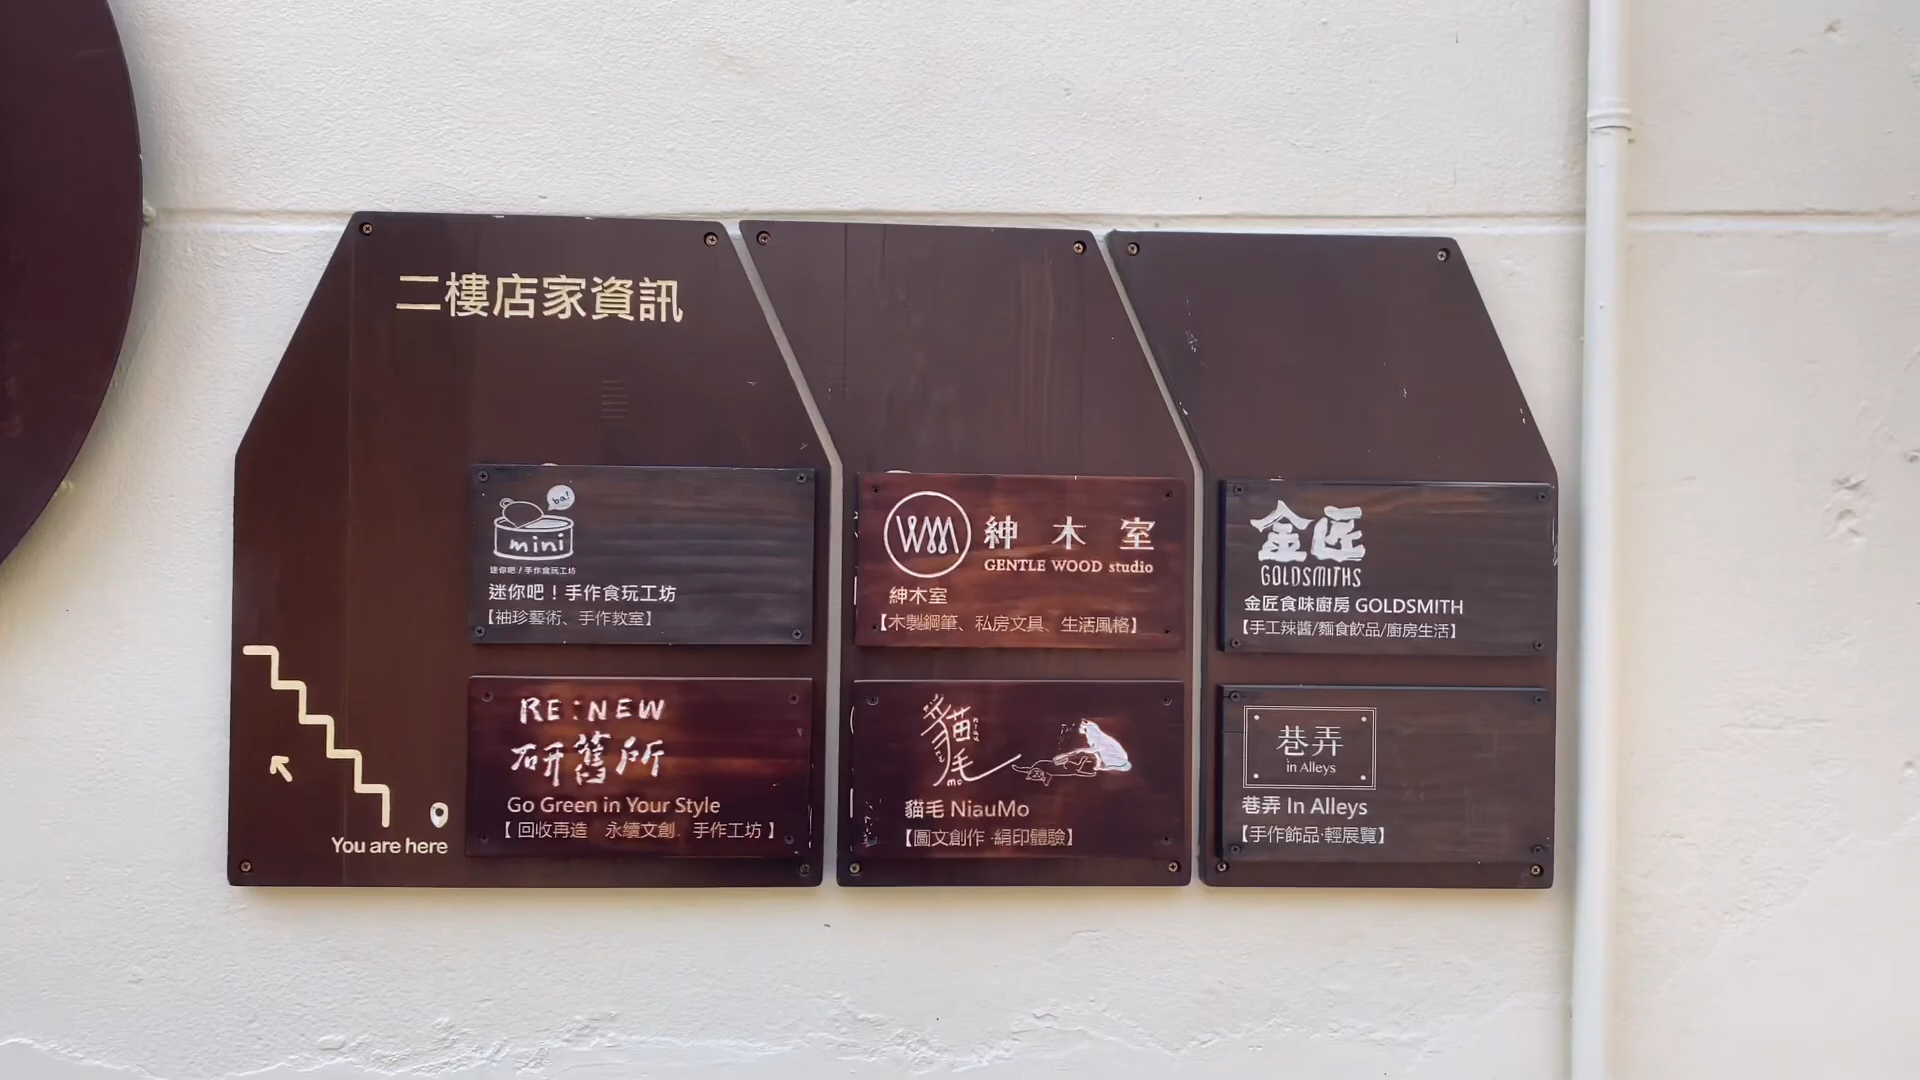 二樓店家資訊
ba!
mini
迷你吧！手作食玩工坊
迷你吧！手作食玩工坊
【袖珍藝術、手作教室】
紳木室
GENTLE WOOD studio
紳木室
【木製鋼筆、私房文具、生活風格】
金匠
GOLDSMITHS
金匠食味廚房 GOLDSMITH
【手工辣醬/麵食飲品/廚房生活】
RE:NEW
研舊所
Go Green in Your Style
【回收再造 永續文創 手作工坊】
貓毛
niau
mo
貓毛 NiauMo
【圖文創作·絹印體驗】
巷弄
in Alleys
巷弄 In Alleys
【手作飾品·輕展覽】
You are here